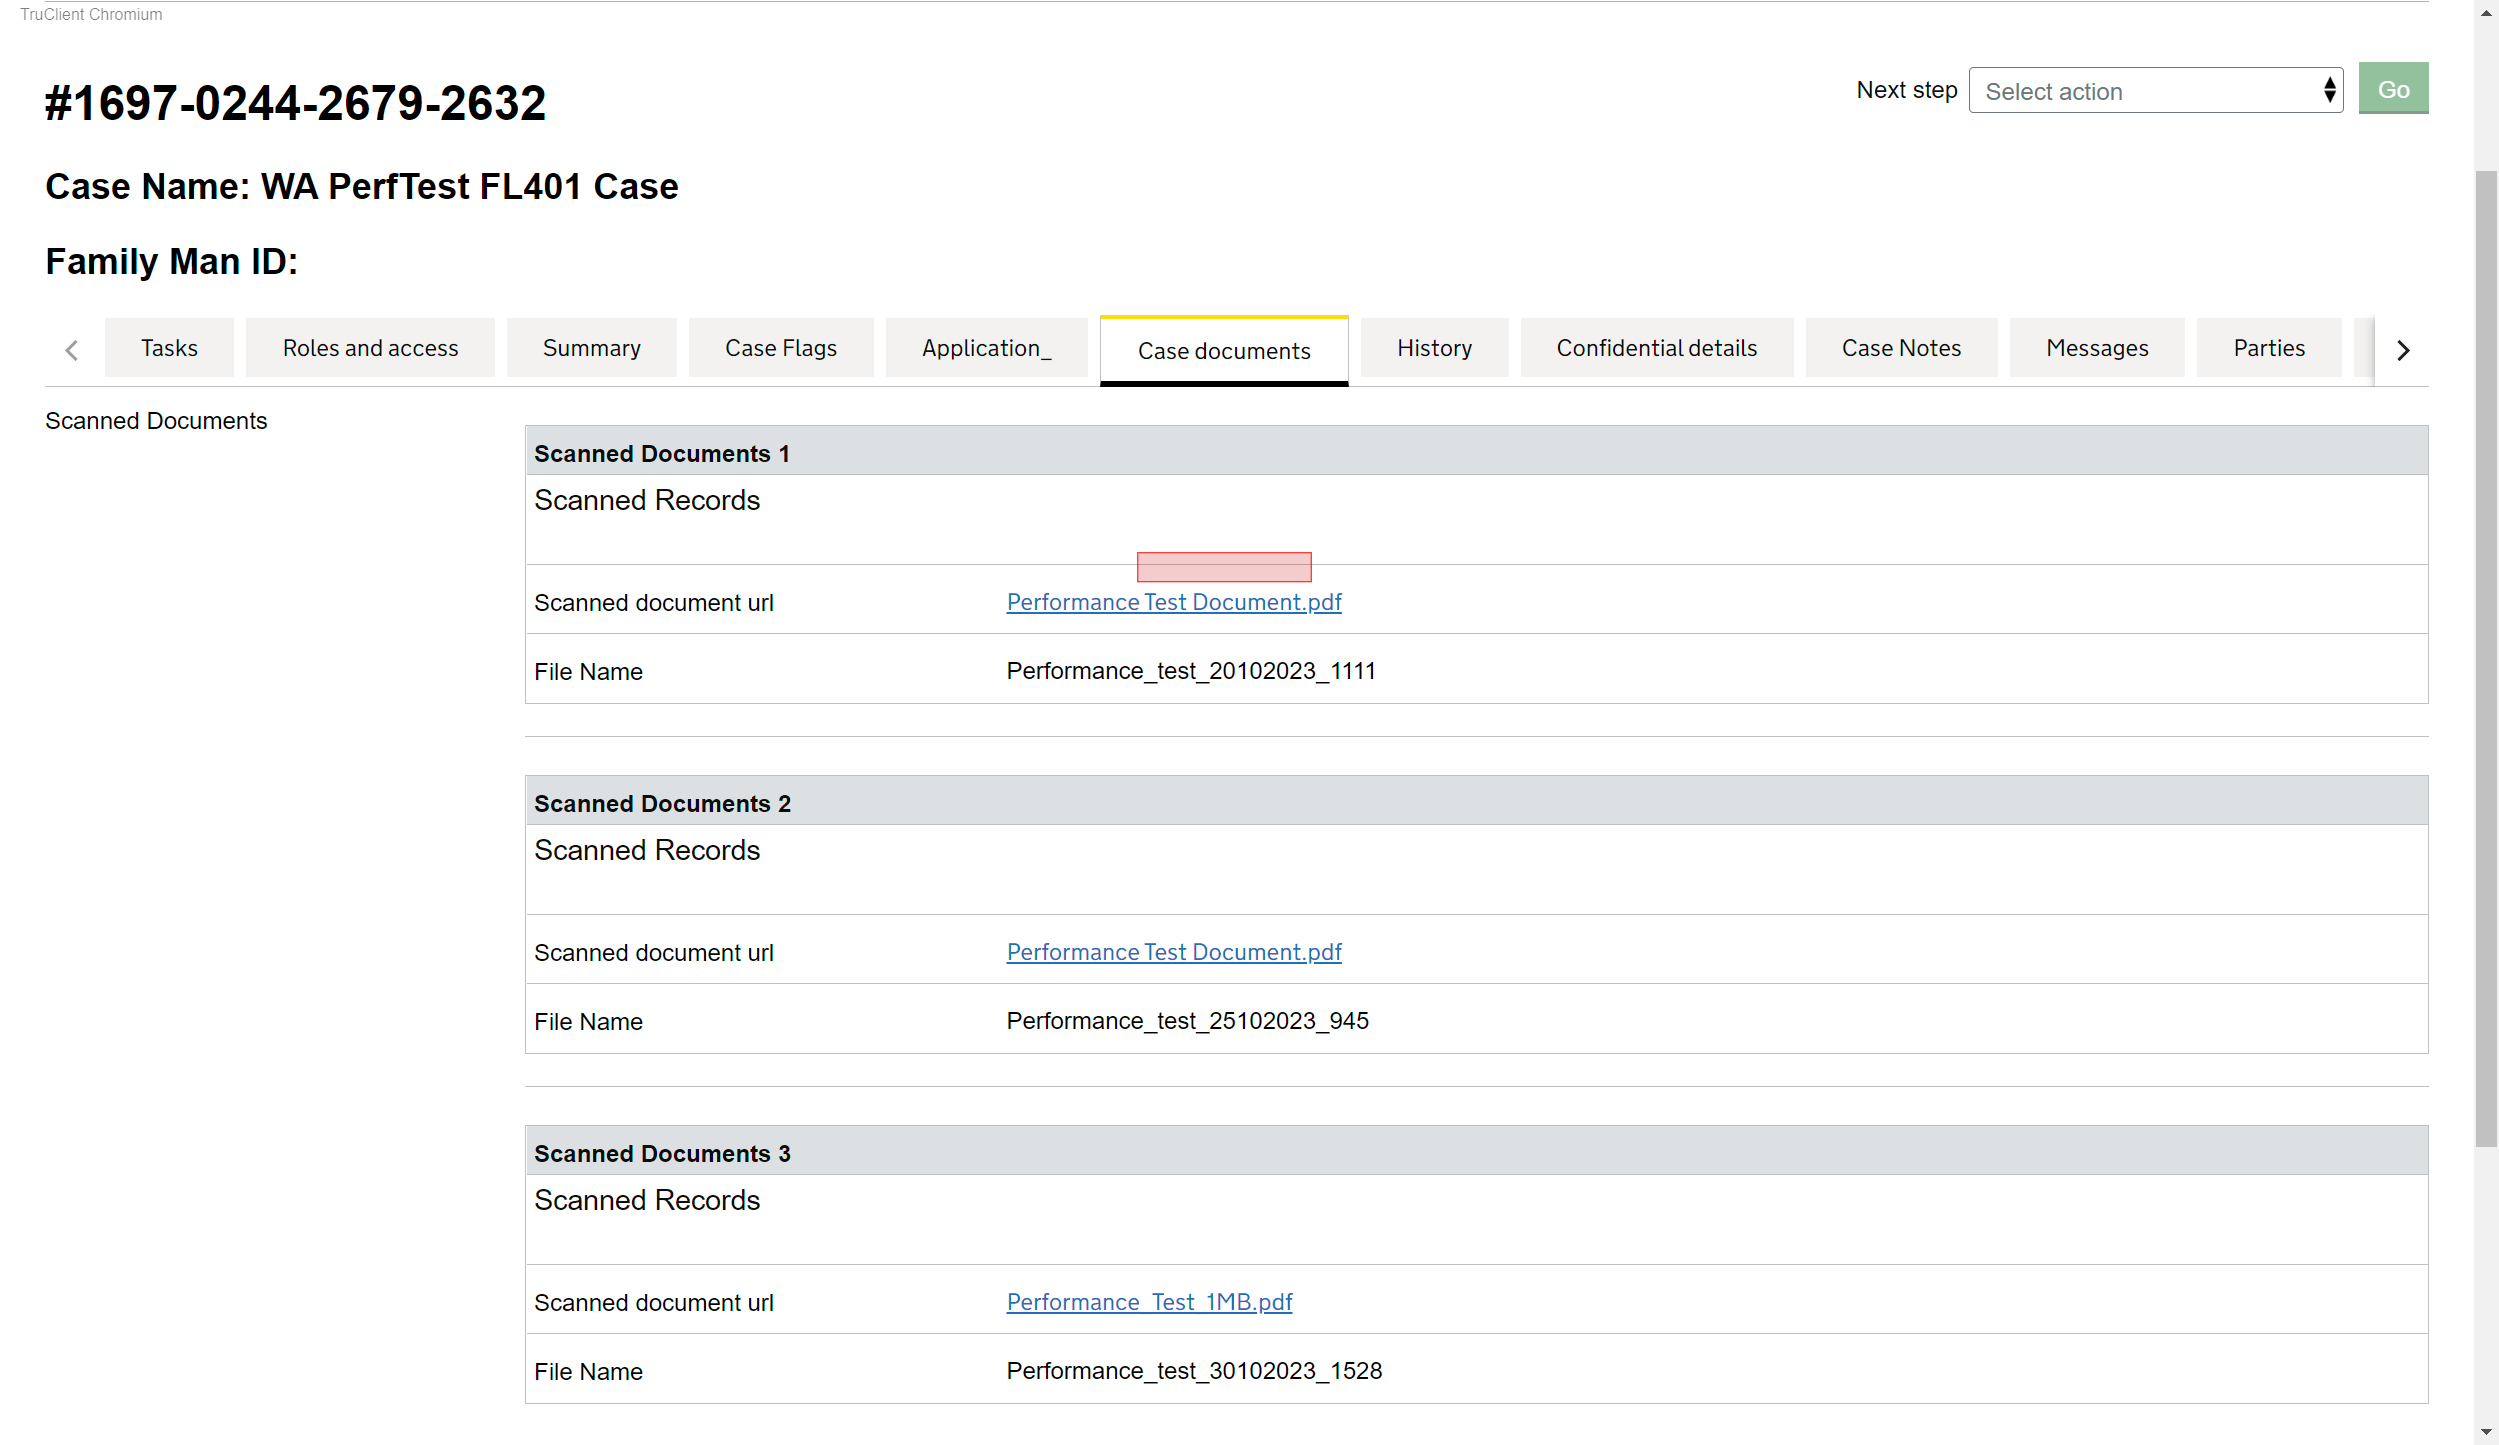 TruClient Chromium
#1697-0244-2679-2632
Next step Select action Go
Case Name: WA PerfTest FL401 Case
Family Man ID:
Tasks Roles and access Summary Case Flags Application_ Case documents History Confidential details Case Notes Messages Parties
Scanned Documents
Scanned Documents 1
Scanned Records
Scanned document url Performance Test Document.pdf
File Name Performance_test_20102023_1111
Scanned Documents 2
Scanned Records
Scanned document url Performance Test Document.pdf
File Name Performance_test_25102023_945
Scanned Documents 3
Scanned Records
Scanned document url Performance_Test_1MB.pdf
File Name Performance_test_30102023_1528